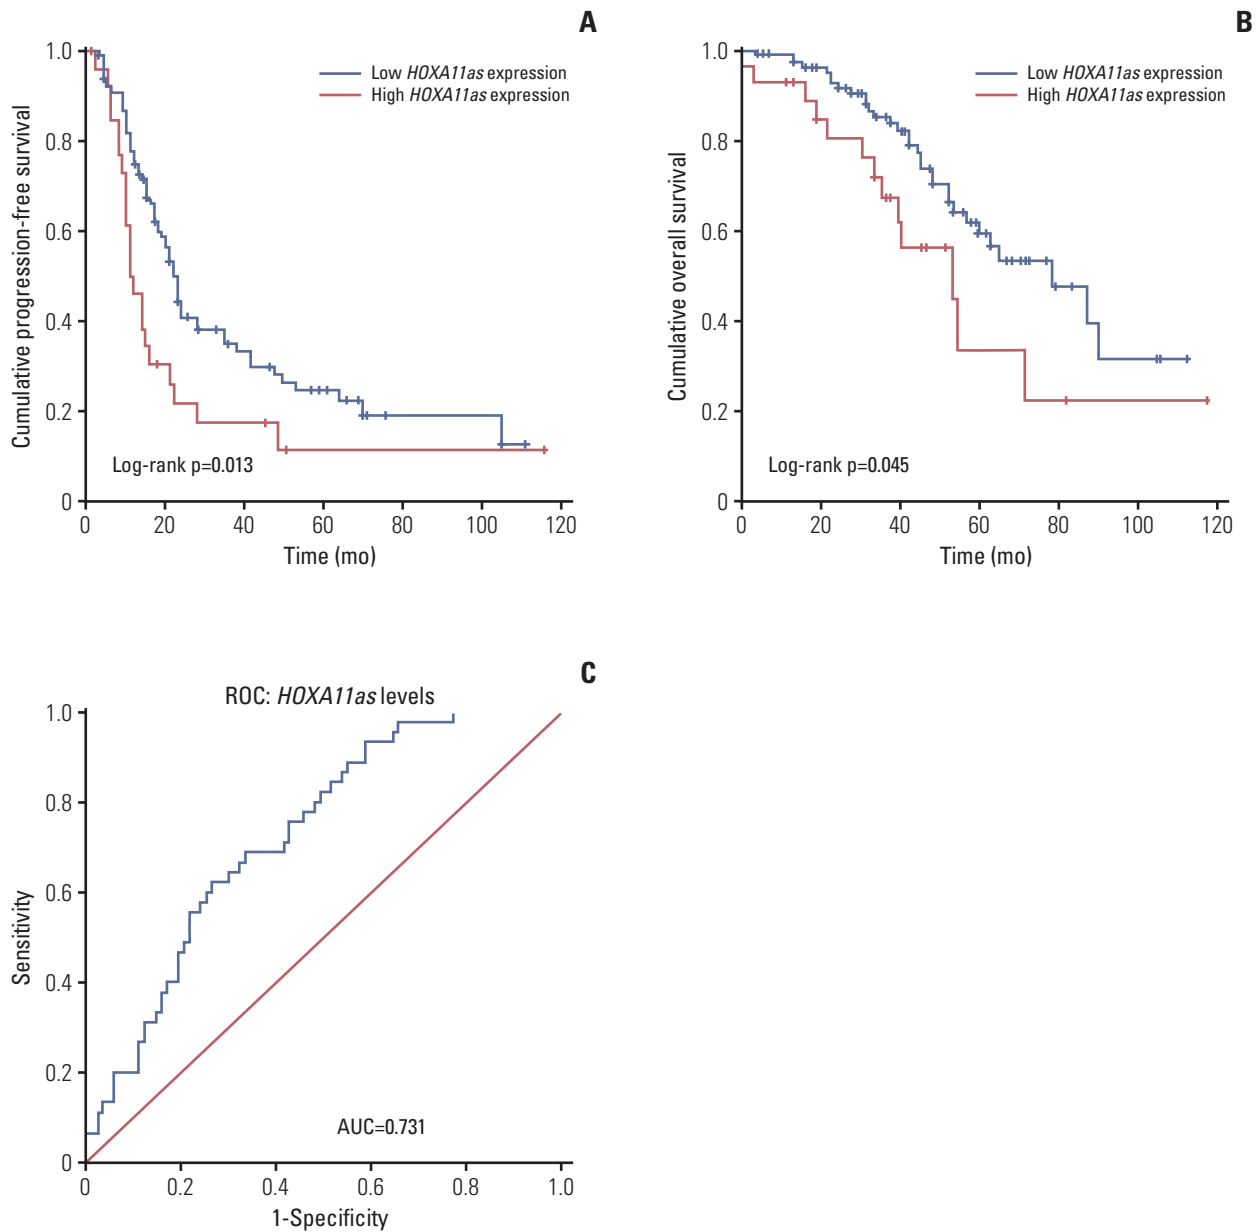 A
Cumulative progression-free survival
1.0
0.8
0.6
0.4
0.2
0
Low HOXA11as expression
High HOXA11as expression
Log-rank p=0.013
0 20 40 60 80 100 120
Time (mo)
B
Cumulative overall survival
1.0
0.8
0.6
0.4
0.2
0
Low HOXA11as expression
High HOXA11as expression
Log-rank p=0.045
0 20 40 60 80 100 120
Time (mo)
C
ROC: HOXA11as levels
Sensitivity
1.0
0.8
0.6
0.4
0.2
0
AUC=0.731
0 0.2 0.4 0.6 0.8 1.0
1-Specificity